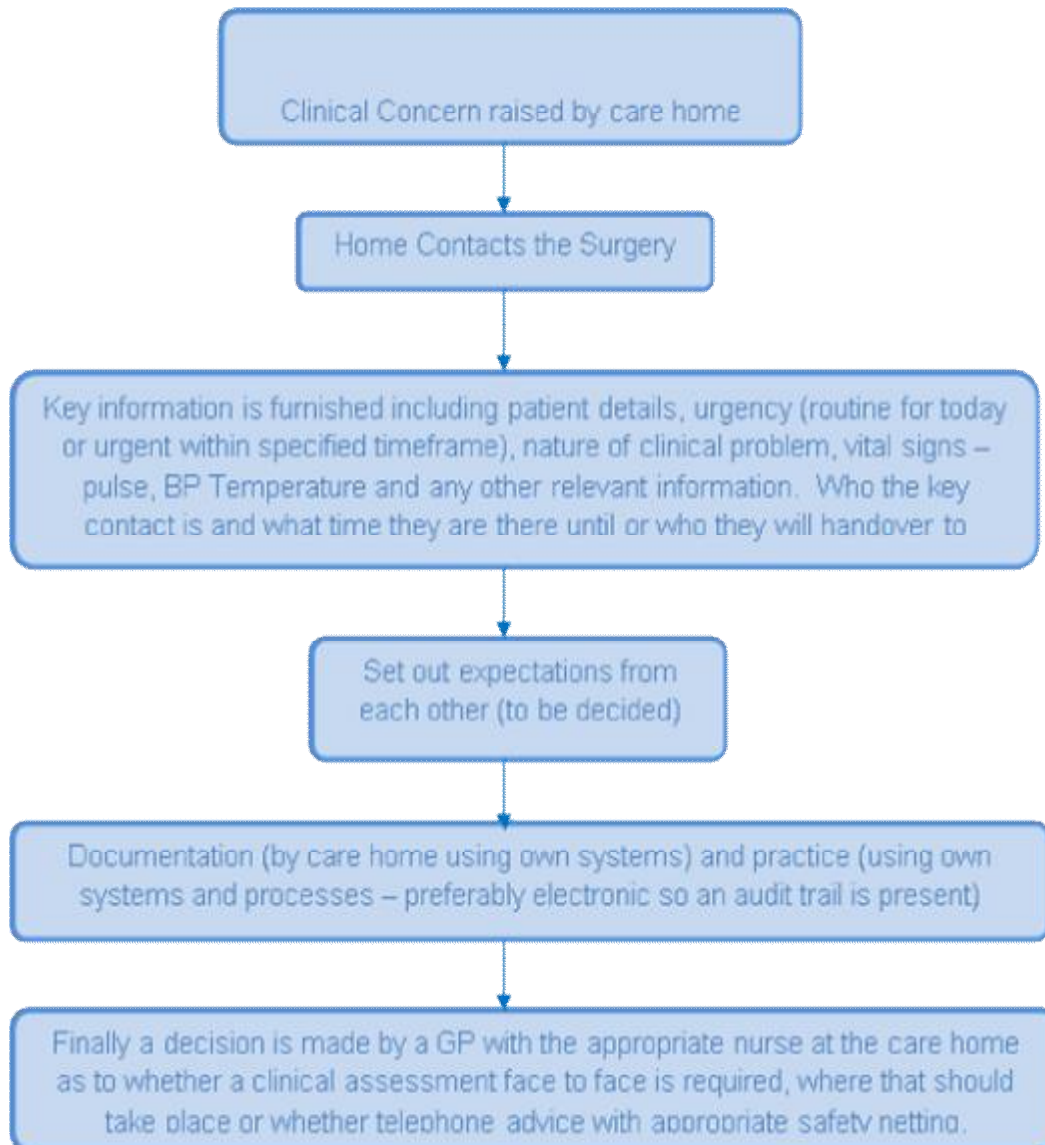 Clinical Concern raised by care home
Home Contacts the Surgery
Key information is furnished including patient details, urgency (routine for today
or urgent within specified timeframe), nature of clinical problem, vital signs –
pulse, BP Temperature and any other relevant information.  Who the key
contact is and what time they are there until or who they will handover to
Set out expectations from
each other (to be decided)
Documentation (by care home using own systems) and practice (using own
systems and processes – preferably electronic so an audit trail is present)
Finally a decision is made by a GP with the appropriate nurse at the care home
as to whether a clinical assessment face to face is required, where that should
take place or whether telephone advice with appropriate safety netting.